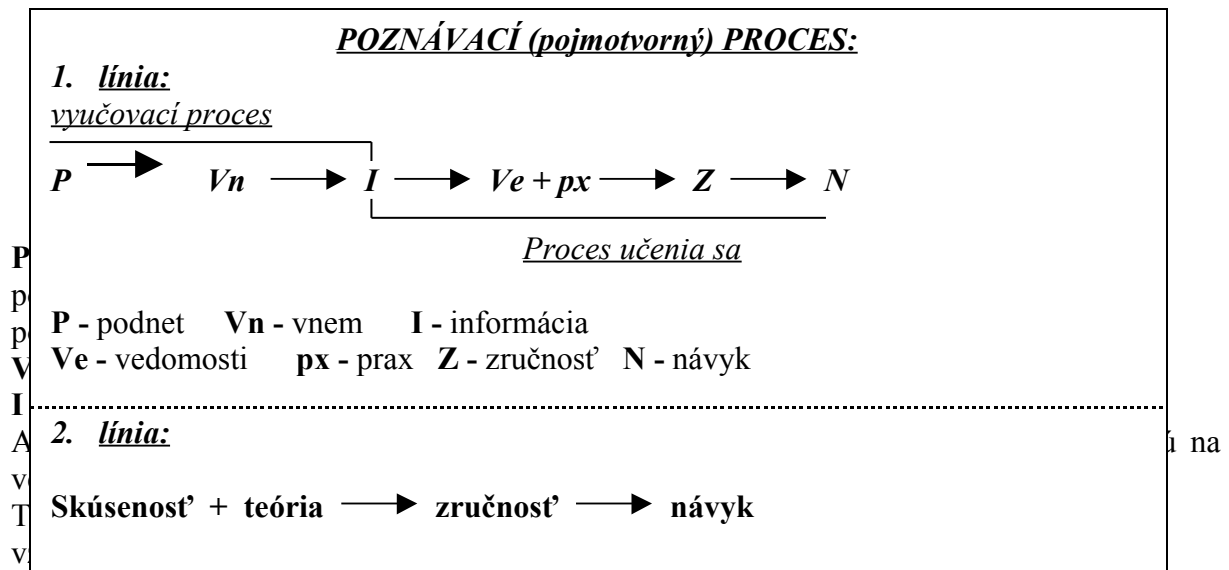 POZNÁVACÍ (pojmotvorný) PROCES:
1. línia:
vyučovací proces
P Vn I Ve + px Z N
Proces učenia sa
P - podnet Vn - vnem I - informácia
Ve - vedomosti px - prax Z - zručnosť N - návyk
2. línia:
Skúsenosť + teória zručnosť návyk
P
V
I
na